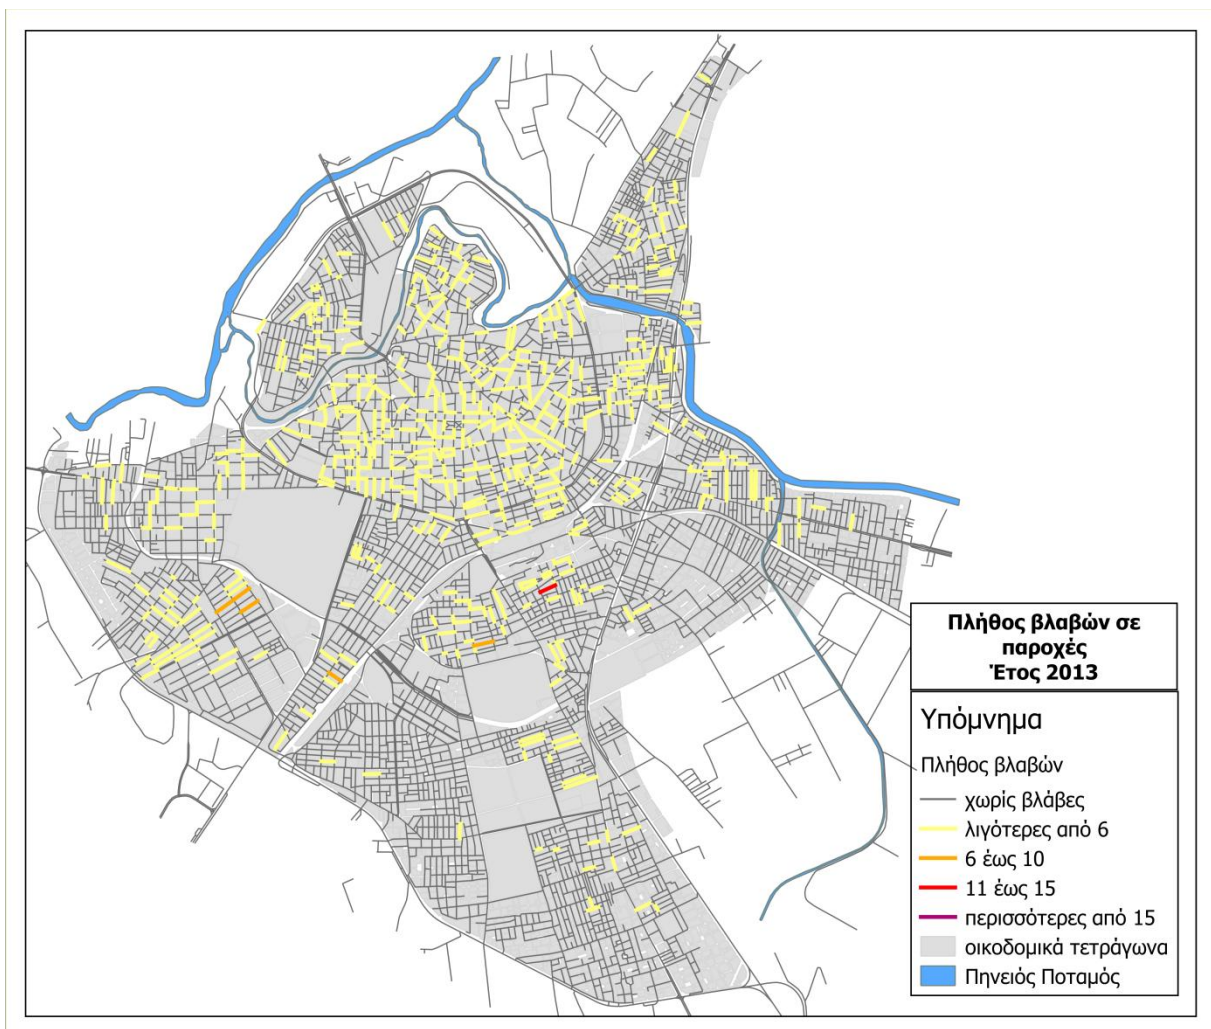 Πλήθος βλαβών σε
παροχές
Έτος 2013
Υπόμνημα
Πλήθος βλαβών
χωρίς βλάβες
λιγότερες από 6
6 έως 10
11 έως 15
περισσότερες από 15
οικοδομικά τετράγωνα
Πηνειός Ποταμός